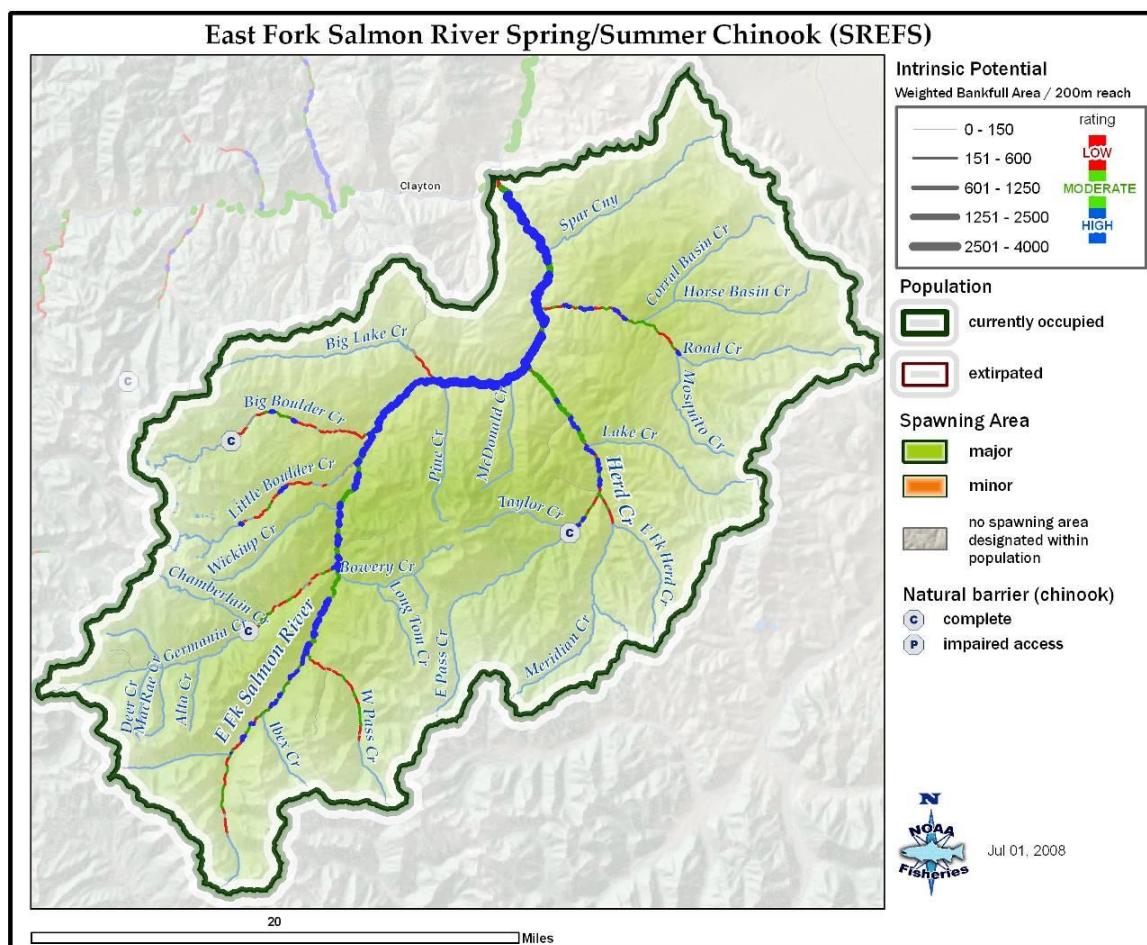 East Fork Salmon River Spring/Summer Chinook (SREFS)
Clayton
Spar Cny
Corral Basin Cr
Horse Basin Cr
Big Lake Cr
Road Cr
Mosquito Cr
Big Boulder Cr
C
C
Pine Cr
McDonald Cr
Lake Cr
Little Boulder Cr
Herd Cr
Taylor Cr
C
Wickiup Cr
E Fk Herd Cr
Bowery Cr
Chamberlain Cr
Long Tom Cr
Germania Cr
C
E Fk Salmon River
Meridian Cr
E Pass Cr
Deer Cr
MacRae Cr
Alta Cr
W Pass Cr
Ibex Cr
20
Miles
Intrinsic Potential
Weighted Bankfull Area / 200m reach
rating
0 - 150
151 - 600
601 - 1250
1251 - 2500
2501 - 4000
LOW
MODERATE
HIGH
Population
currently occupied
extirpated
Spawning Area
major
minor
no spawning area
designated within
population
Natural barrier (chinook)
C complete
P impaired access
N
NOAA
Fisheries
Jul 01, 2008